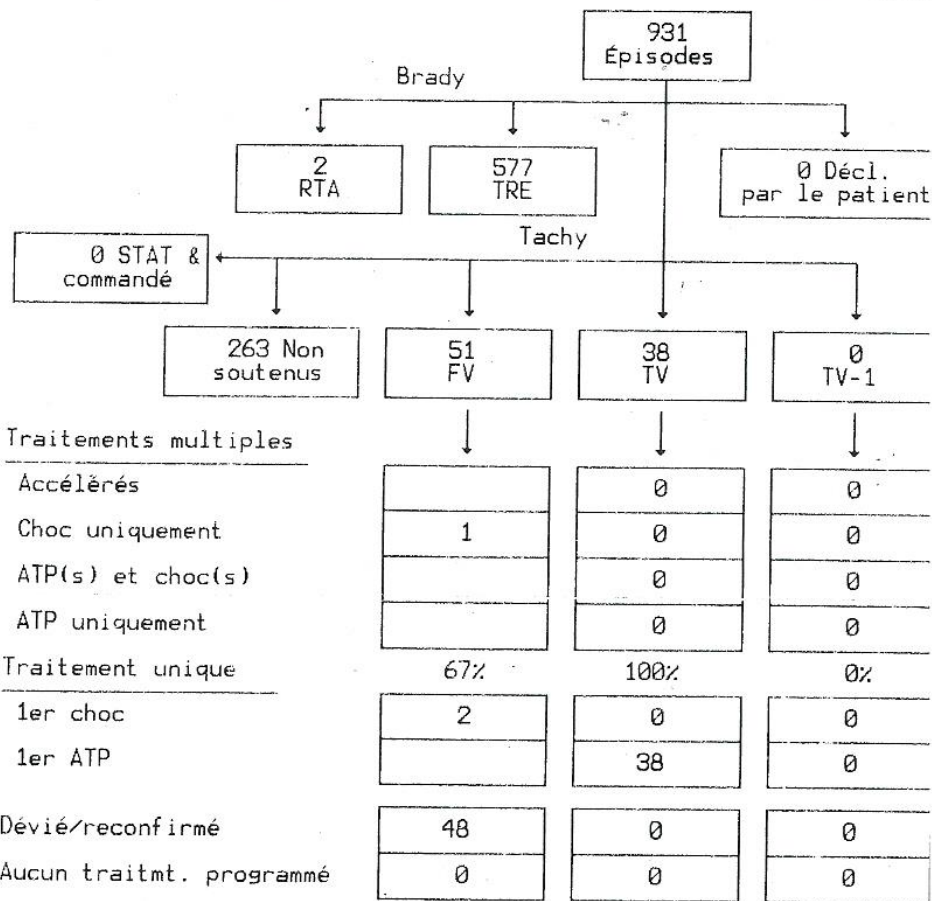 931
Épisodes
Brady
2
RTA
577
TRE
0 Décl.
par le patient
Tachy
0 STAT &
commandé
263 Non
soutenus
51
FV
38
TV
0
TV-1
Traitements multiples
Accélérés 0 0
Choc uniquement 1 0 0
ATP(s) et choc(s) 0 0
ATP uniquement 0 0
Traitement unique 67% 100% 0%
1er choc 2 0 0
1er ATP 38 0
Dévié/reconfirmé 48 0 0
Aucun traitmt. programmé 0 0 0